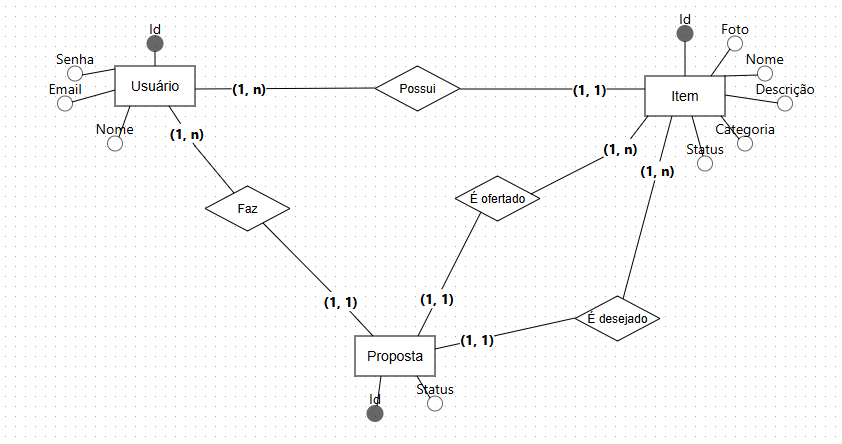 Id
Id
Foto
Senha
Nome
Usuário
(1, n)
Possui
(1, 1)
Item
Email
Descrição
Nome
(1, n)
Categoria
Status
(1, n)
(1, n)
Faz
É ofertado
(1, 1)
(1, 1)
É desejado
(1, 1)
Proposta
Id
Status